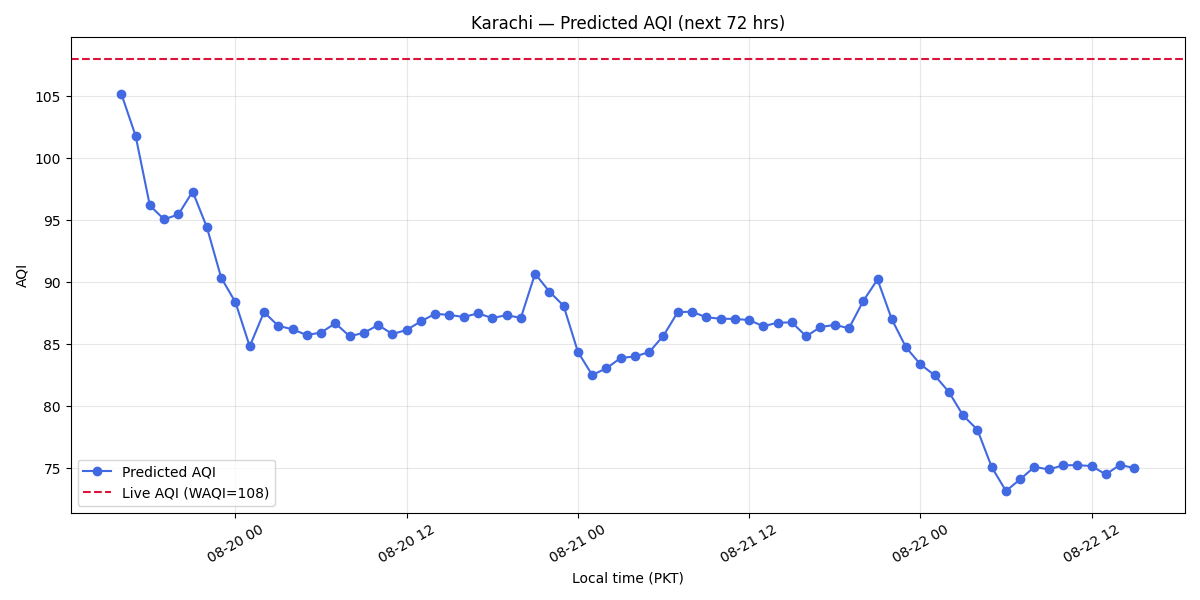 Karachi — Predicted AQI (next 72 hrs)
AQI
105
100
95
90
85
80
75
Predicted AQI
Live AQI (WAQI=108)
08-20 00
08-20 12
08-21 00
08-21 12
08-22 00
08-22 12
Local time (PKT)